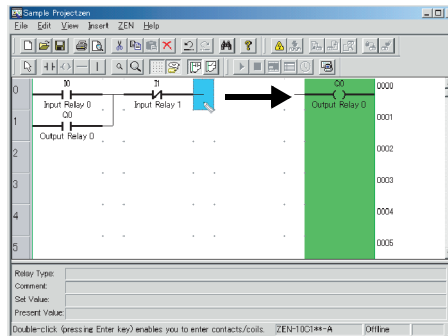 Sample Projectzen
File Edit View Insert ZEN Help
0 I0 I1 Q0 0000
Input Relay 0 Input Relay 1 Output Relay 0
1 Q0 0001
Output Relay 0
2 0002
3 0003
4 0004
5 0005
Relay Type:
Comment:
Set Value:
Present Value:
Double-click (pressing Enter key) enables you to enter contacts/coils. ZEN-10C1**-A Offline